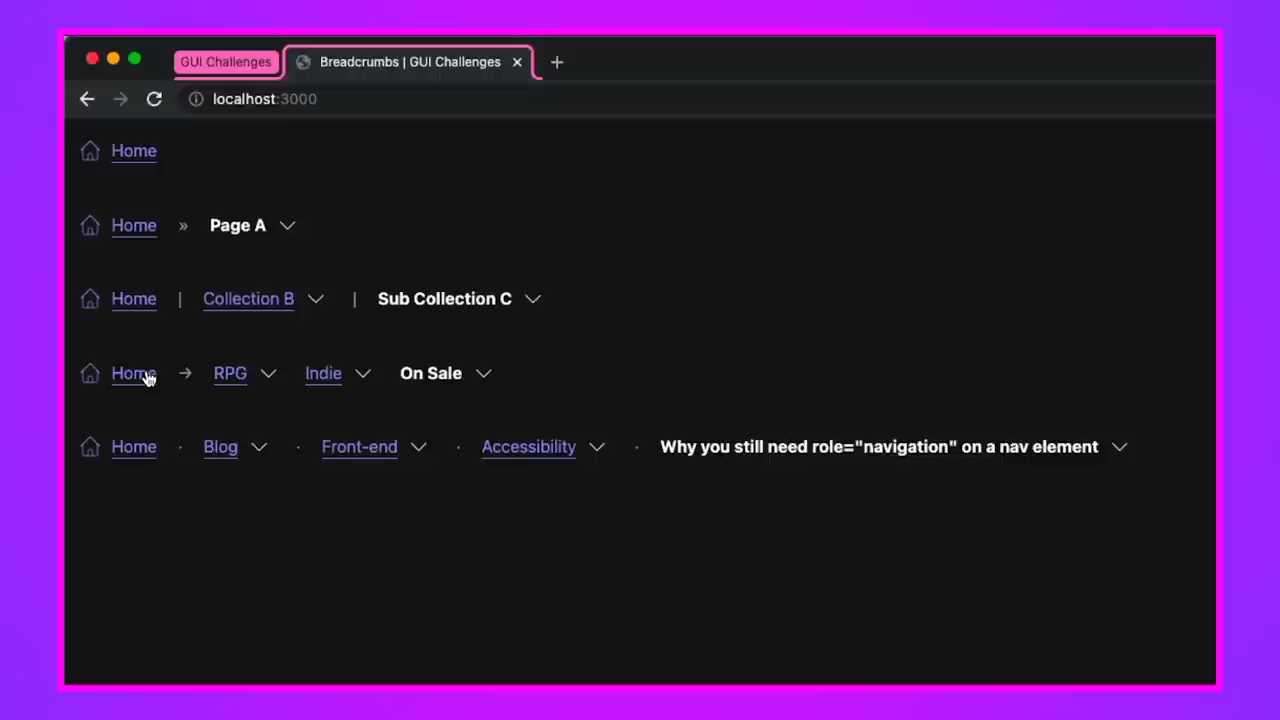 GUI Challenges Breadcrumbs | GUI Challenges
localhost:3000
Home
Home » Page A
Home | Collection B | Sub Collection C
Home → RPG Indie On Sale
Home · Blog · Front-end · Accessibility · Why you still need role="navigation" on a nav element